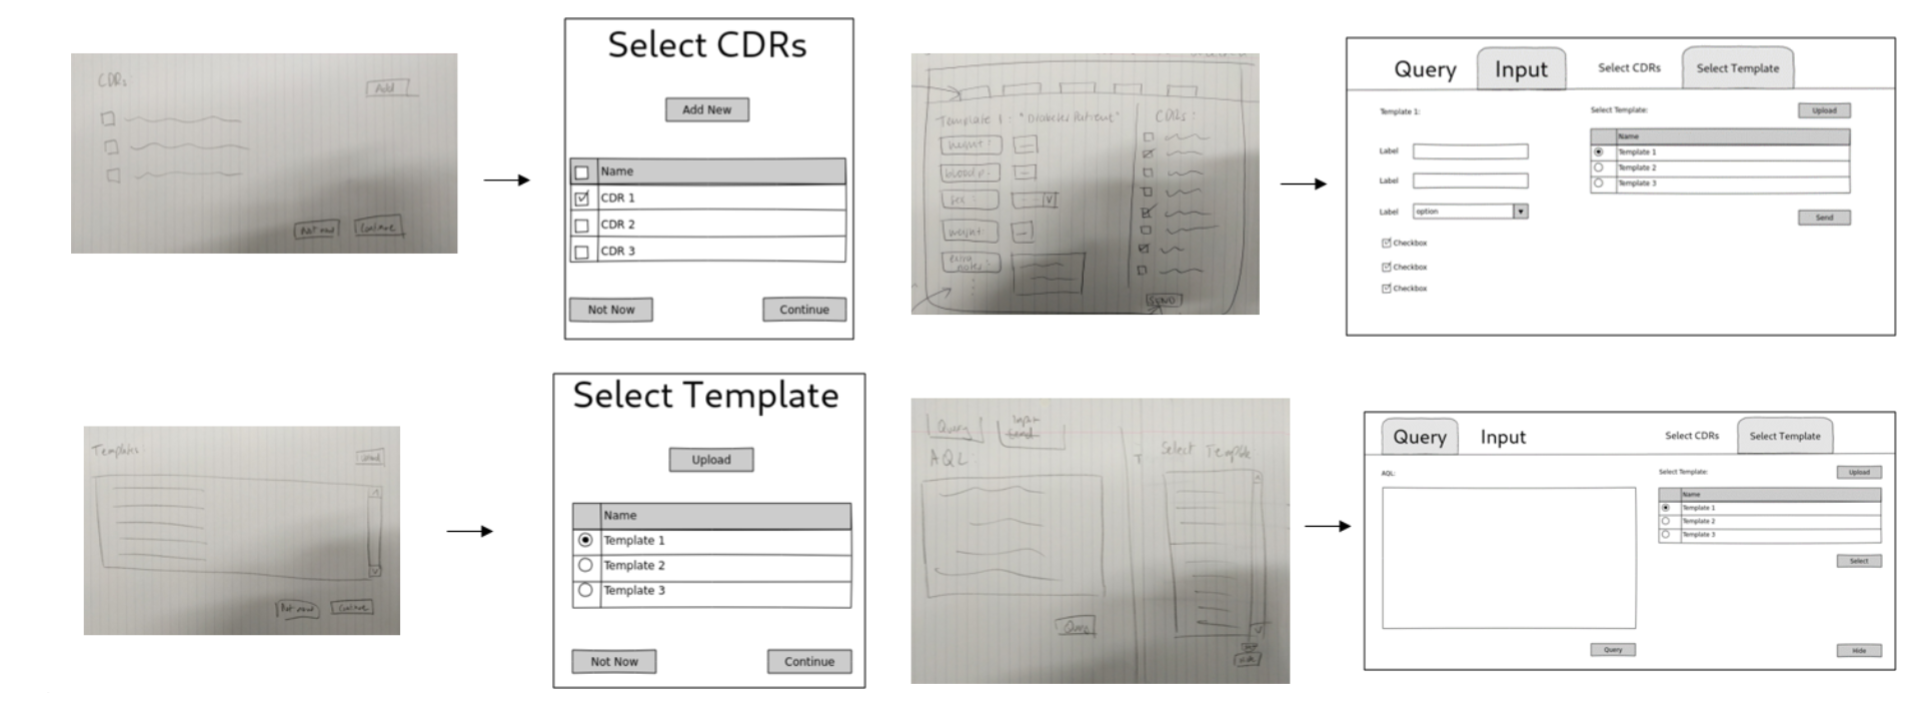 CDRs:
Add
Not now
Continue
Select CDRs
Add New
Name
CDR 1
CDR 2
CDR 3
Not Now
Continue
Template 1 - "Diabetes Patient"
CDRs:
height:
bloodp.
weight
extra notes:
SEND
Query
Input
Select CDRs
Select Template
Template 1:
Label
Label
Label
option
Checkbox
Checkbox
Checkbox
Select Template:
Upload
Name
Template 1
Template 2
Template 3
Send
Templates
Upload
Not now
Continue
Select Template
Upload
Name
Template 1
Template 2
Template 3
Not Now
Continue
Query
Input
AQL:
Select Template
Query
Hide
Query
Input
Select CDRs
Select Template
AQL:
Query
Select Template:
Upload
Name
Template 1
Template 2
Template 3
Select
Hide